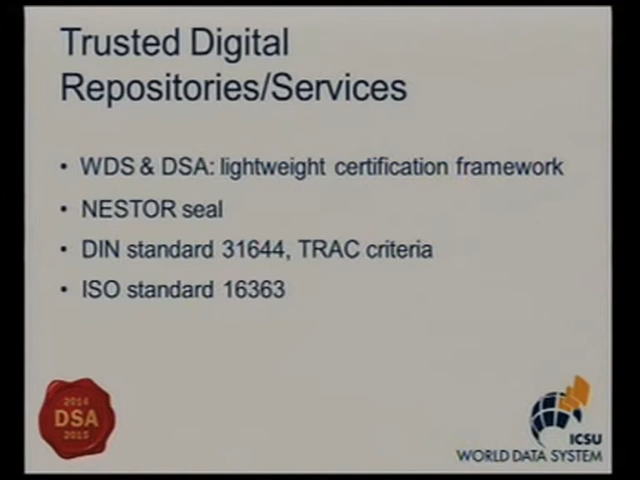 Trusted Digital
Repositories/Services
• WDS & DSA: lightweight certification framework
• NESTOR seal
• DIN standard 31644, TRAC criteria
• ISO standard 16363
2014
DSA
2015
ICSU
WORLD DATA SYSTEM